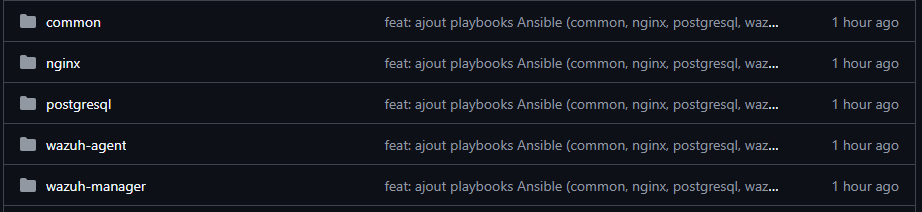 common feat: ajout playbooks Ansible (common, nginx, postgresql, waz... 1 hour ago
nginx feat: ajout playbooks Ansible (common, nginx, postgresql, waz... 1 hour ago
postgresql feat: ajout playbooks Ansible (common, nginx, postgresql, waz... 1 hour ago
wazuh-agent feat: ajout playbooks Ansible (common, nginx, postgresql, waz... 1 hour ago
wazuh-manager feat: ajout playbooks Ansible (common, nginx, postgresql, waz... 1 hour ago